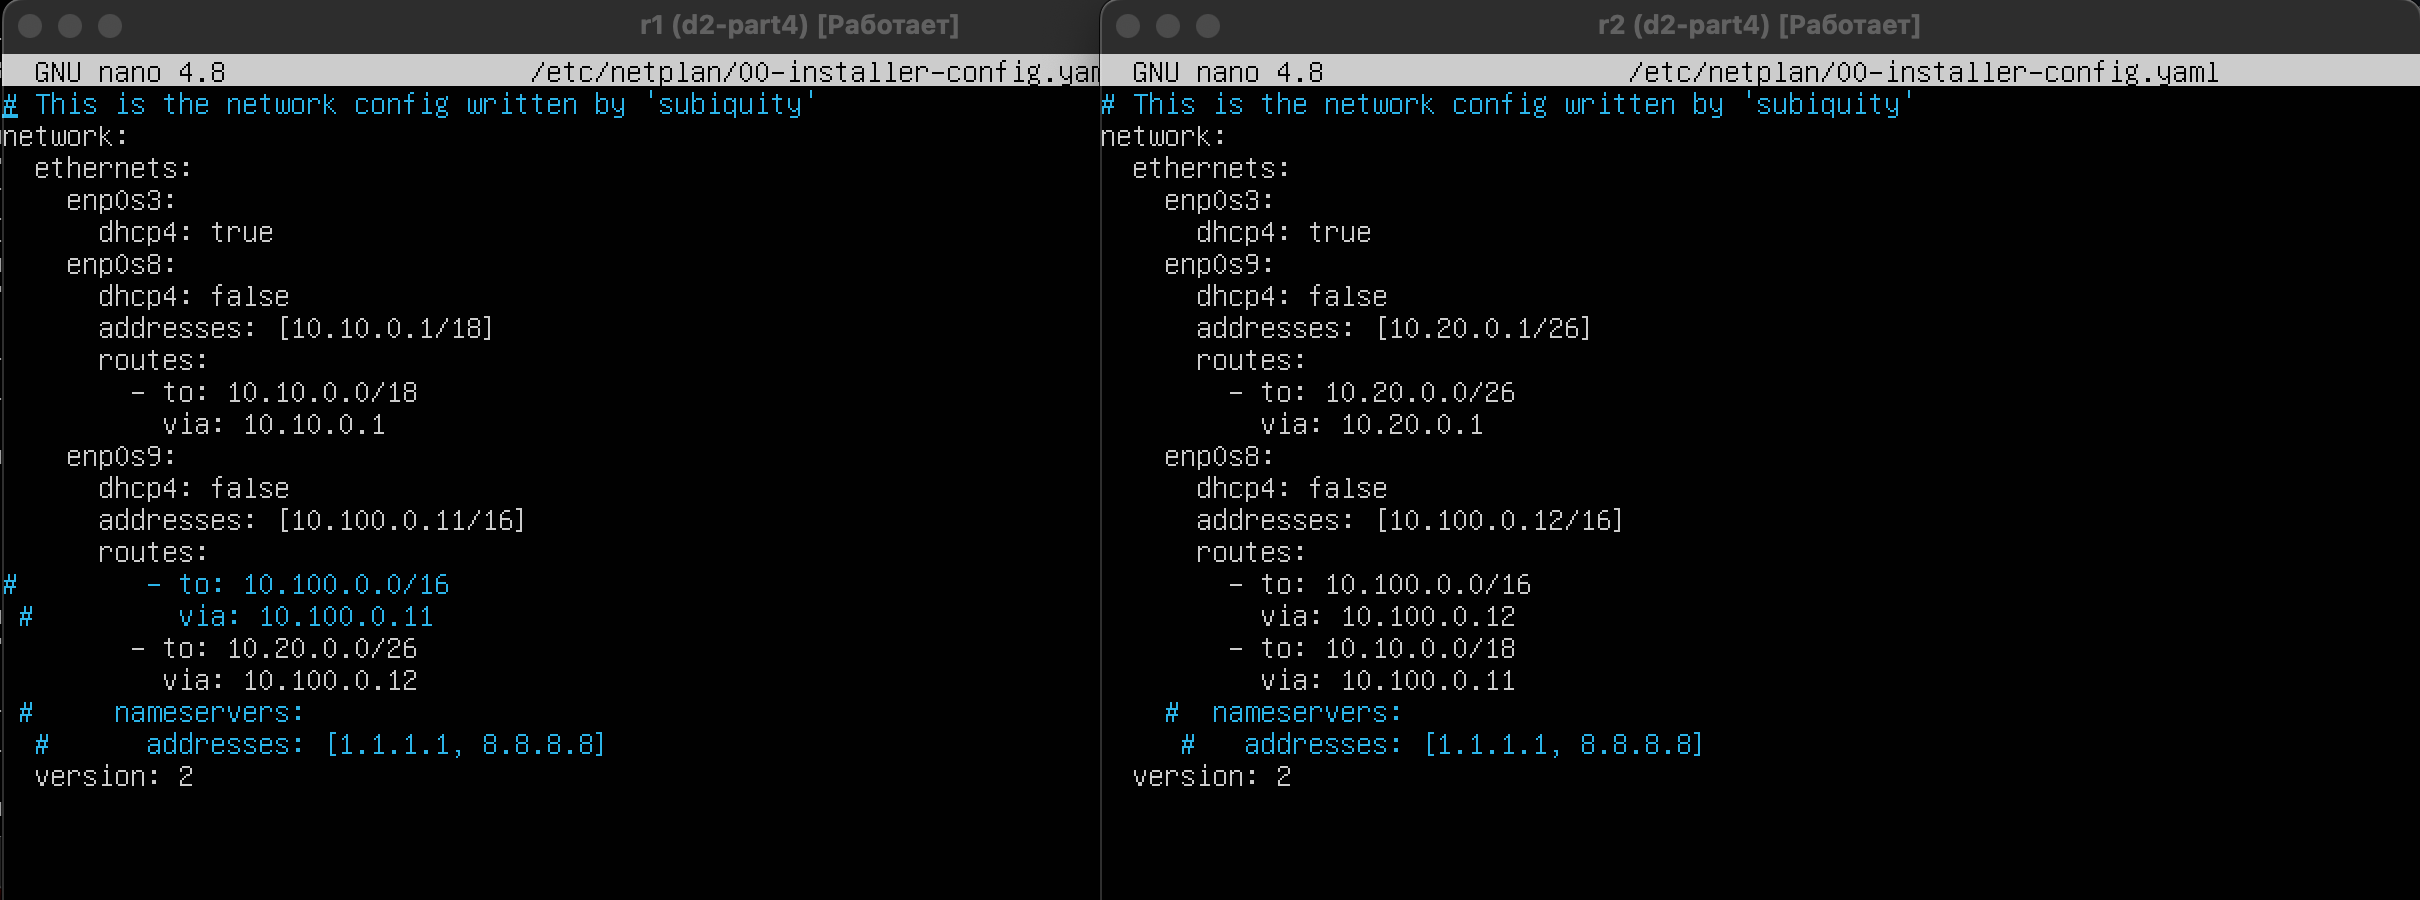 r1 (d2-part4) [Работает]
GNU nano 4.8 /etc/netplan/00-installer-config.yam
# This is the network config written by 'subiquity'
network:
  ethernets:
    enp0s3:
      dhcp4: true
    enp0s8:
      dhcp4: false
      addresses: [10.10.0.1/18]
      routes:
        - to: 10.10.0.0/18
          via: 10.10.0.1
    enp0s9:
      dhcp4: false
      addresses: [10.100.0.11/16]
      routes:
#        - to: 10.100.0.0/16
 #         via: 10.100.0.11
        - to: 10.20.0.0/26
          via: 10.100.0.12
 #     nameservers:
  #      addresses: [1.1.1.1, 8.8.8.8]
  version: 2
r2 (d2-part4) [Работает]
GNU nano 4.8 /etc/netplan/00-installer-config.yaml
# This is the network config written by 'subiquity'
network:
  ethernets:
    enp0s3:
      dhcp4: true
    enp0s9:
      dhcp4: false
      addresses: [10.20.0.1/26]
      routes:
        - to: 10.20.0.0/26
          via: 10.20.0.1
    enp0s8:
      dhcp4: false
      addresses: [10.100.0.12/16]
      routes:
        - to: 10.100.0.0/16
          via: 10.100.0.12
        - to: 10.10.0.0/18
          via: 10.100.0.11
    #  nameservers:
     #   addresses: [1.1.1.1, 8.8.8.8]
  version: 2